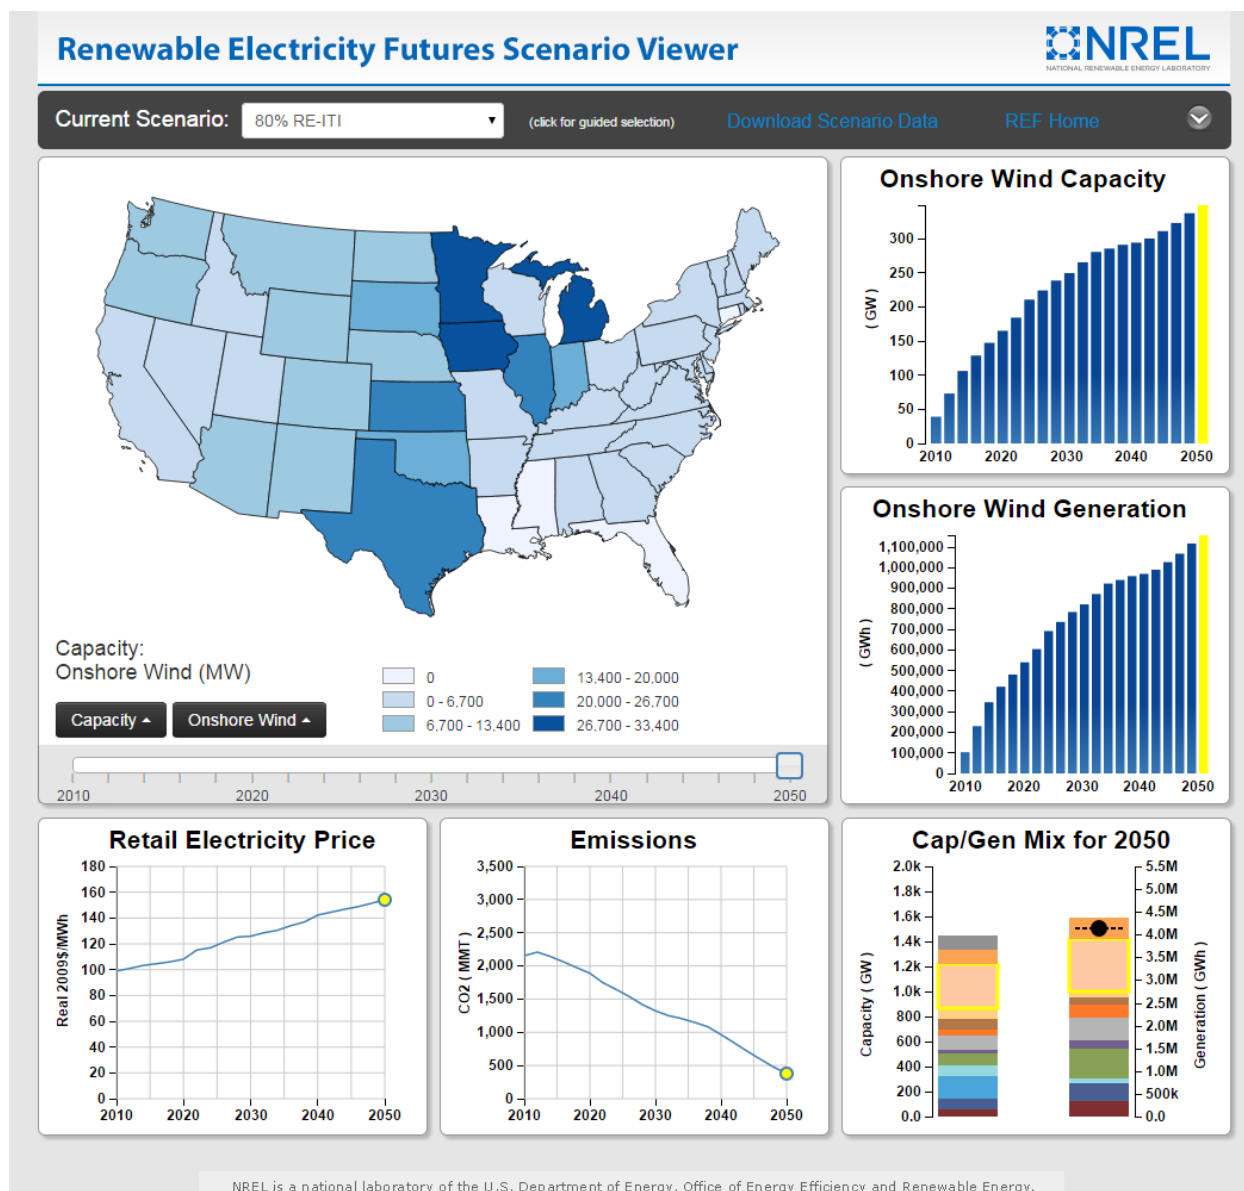 Renewable Electricity Futures Scenario Viewer
NREL
NATIONAL RENEWABLE ENERGY LABORATORY
Current Scenario: 80% RE-ITI (click for guided selection) Download Scenario Data REF Home
Capacity:
Onshore Wind (MW)
0
0 - 6,700
6,700 - 13,400
13,400 - 20,000
20,000 - 26,700
26,700 - 33,400
Capacity Onshore Wind
2010 2020 2030 2040 2050
Onshore Wind Capacity
( GW )
300
250
200
150
100
50
0
2010 2020 2030 2040 2050
Onshore Wind Generation
( GWh )
1,100,000
1,000,000
900,000
800,000
700,000
600,000
500,000
400,000
300,000
200,000
100,000
0
2010 2020 2030 2040 2050
Retail Electricity Price
Real 2009$/MWh
180
160
140
120
100
80
60
40
20
0
2010 2020 2030 2040 2050
Emissions
CO2 ( MMT )
3,500
3,000
2,500
2,000
1,500
1,000
500
0
2010 2020 2030 2040 2050
Cap/Gen Mix for 2050
Capacity ( GW )
2.0k
1.8k
1.6k
1.4k
1.2k
1.0k
800
600
400
200
0.0
5.5M
5.0M
4.5M
4.0M
3.5M
3.0M
2.5M
2.0M
1.5M
1.0M
500k
0.0
Generation ( GWh )
NREL is a national laboratory of the U.S. Department of Energy, Office of Energy Efficiency and Renewable Energy,